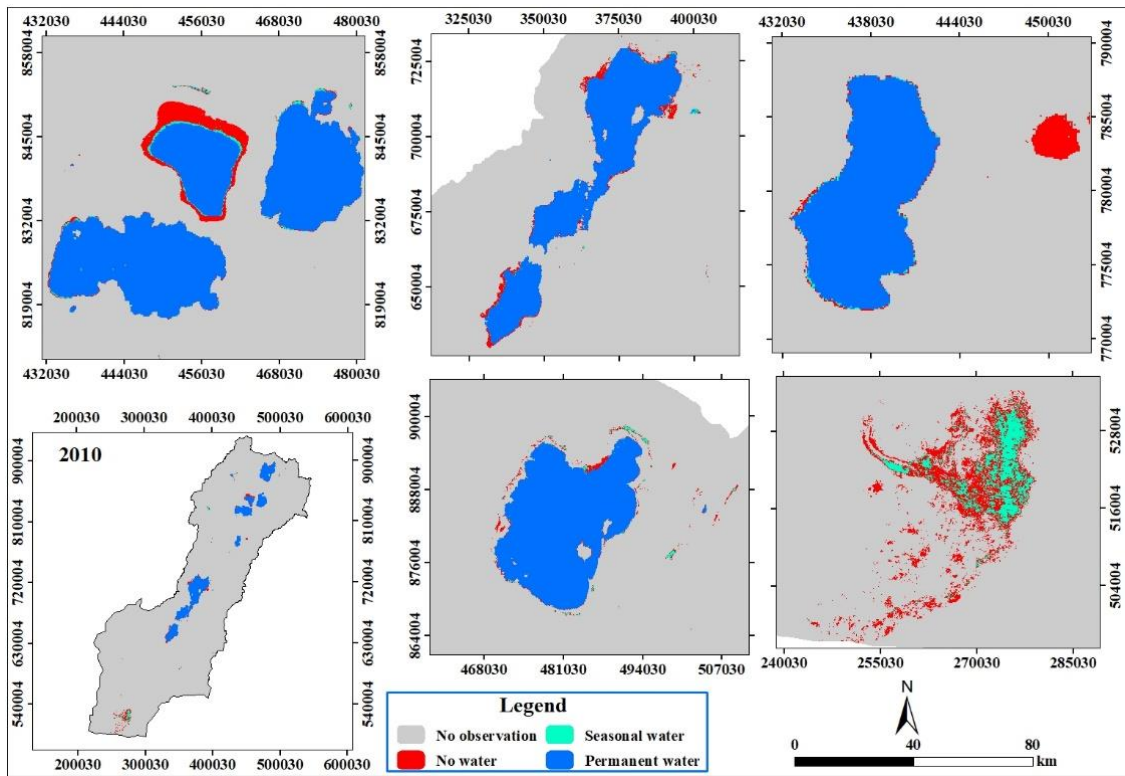 432030 444030 456030 468030 480030
858004 845004 832004 819004
858004 845004 832004 819004
432030 444030 456030 468030 480030
325030 350030 375030 400030
725004 700004 675004 650004
325030 350030 375030 400030
432030 438030 444030 450030
790004 785004 780004 775004 770004
200030 300030 400030 500030 600030
2010
900004 810004 720004 630004 540004
900004 810004 720004 630004 540004
200030 300030 400030 500030 600030
900004 888004 876004 864004
468030 481030 494030 507030
528004 516004 504004
240030 255030 270030 285030
Legend
No observation Seasonal water
No water Permanent water
N
0 40 80
km